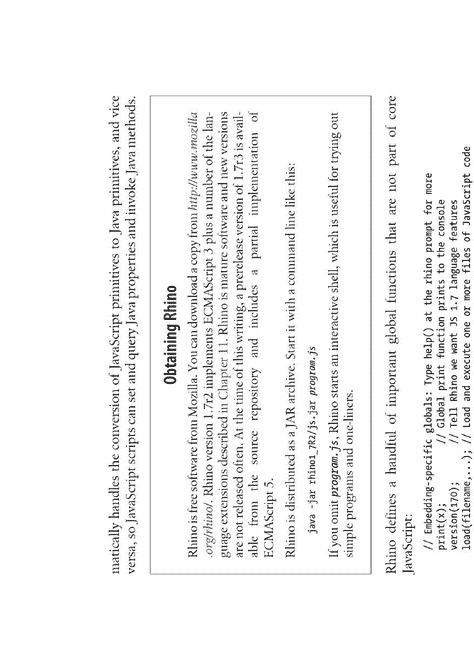 matically handles the conversion of JavaScript primitives to Java primitives, and vice
versa, so JavaScript scripts can set and query Java properties and invoke Java methods.
Obtaining Rhino
Rhino is free software from Mozilla. You can download a copy from http://www.mozilla
.org/rhino/. Rhino version 1.7r2 implements ECMAScript 3 plus a number of the lan-
guage extensions described in Chapter 11. Rhino is mature software and new versions
are not released often. At the time of this writing, a prerelease version of 1.7r3 is avail-
able from the source repository and includes a partial implementation of
ECMAScript 5.
Rhino is distributed as a JAR archive. Start it with a command line like this:
java -jar rhino1_7R2/js.jar program.js
If you omit program.js, Rhino starts an interactive shell, which is useful for trying out
simple programs and one-liners.
Rhino defines a handful of important global functions that are not part of core
JavaScript:
// Embedding-specific globals: Type help() at the rhino prompt for more
print(x); // Global print function prints to the console
version(170); // Tell Rhino we want JS 1.7 language features
load(filename,...); // Load and execute one or more files of JavaScript code